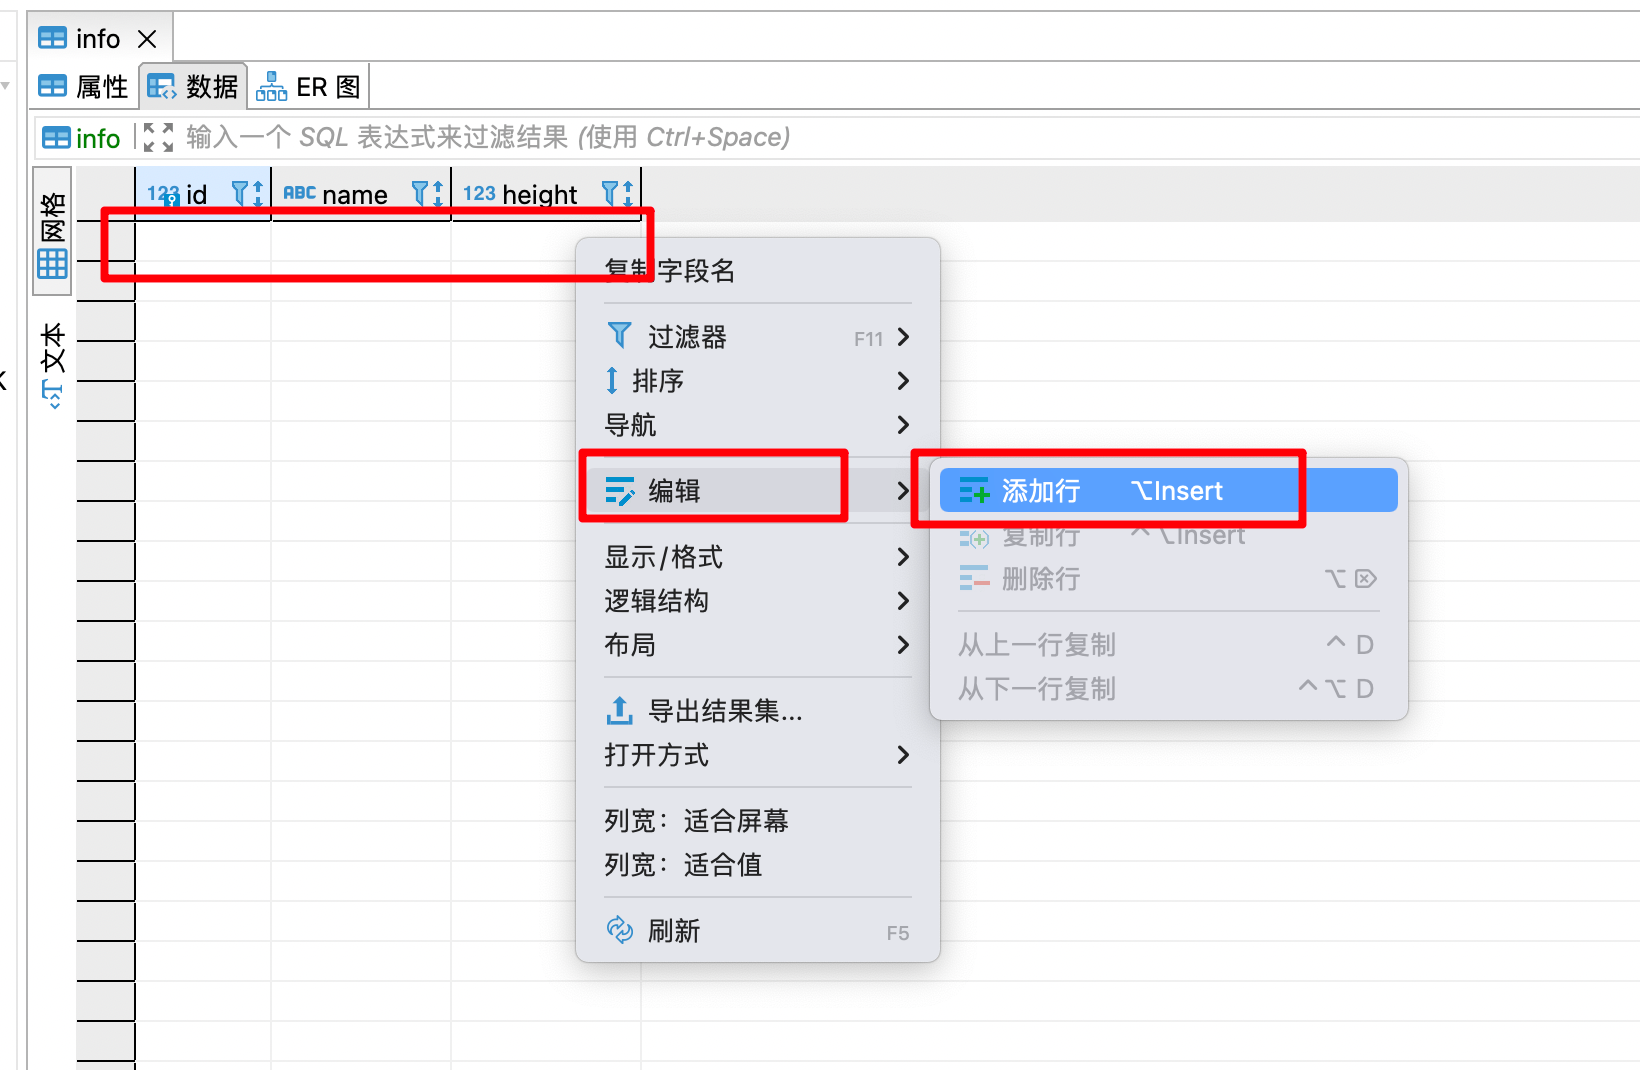 info
属性 数据 ER 图
info 输入一个 SQL 表达式来过滤结果 (使用 Ctrl+Space)
网格
文本
123 id ABC name 123 height
复制字段名
过滤器 F11
排序
导航
编辑
添加行 ⌥Insert
复制行 ^⌥Insert
删除行 ⌥⌦
从上一行复制 ^ D
从下一行复制 ^⌥ D
显示/格式
逻辑结构
布局
导出结果集...
打开方式
列宽：适合屏幕
列宽：适合值
刷新 F5